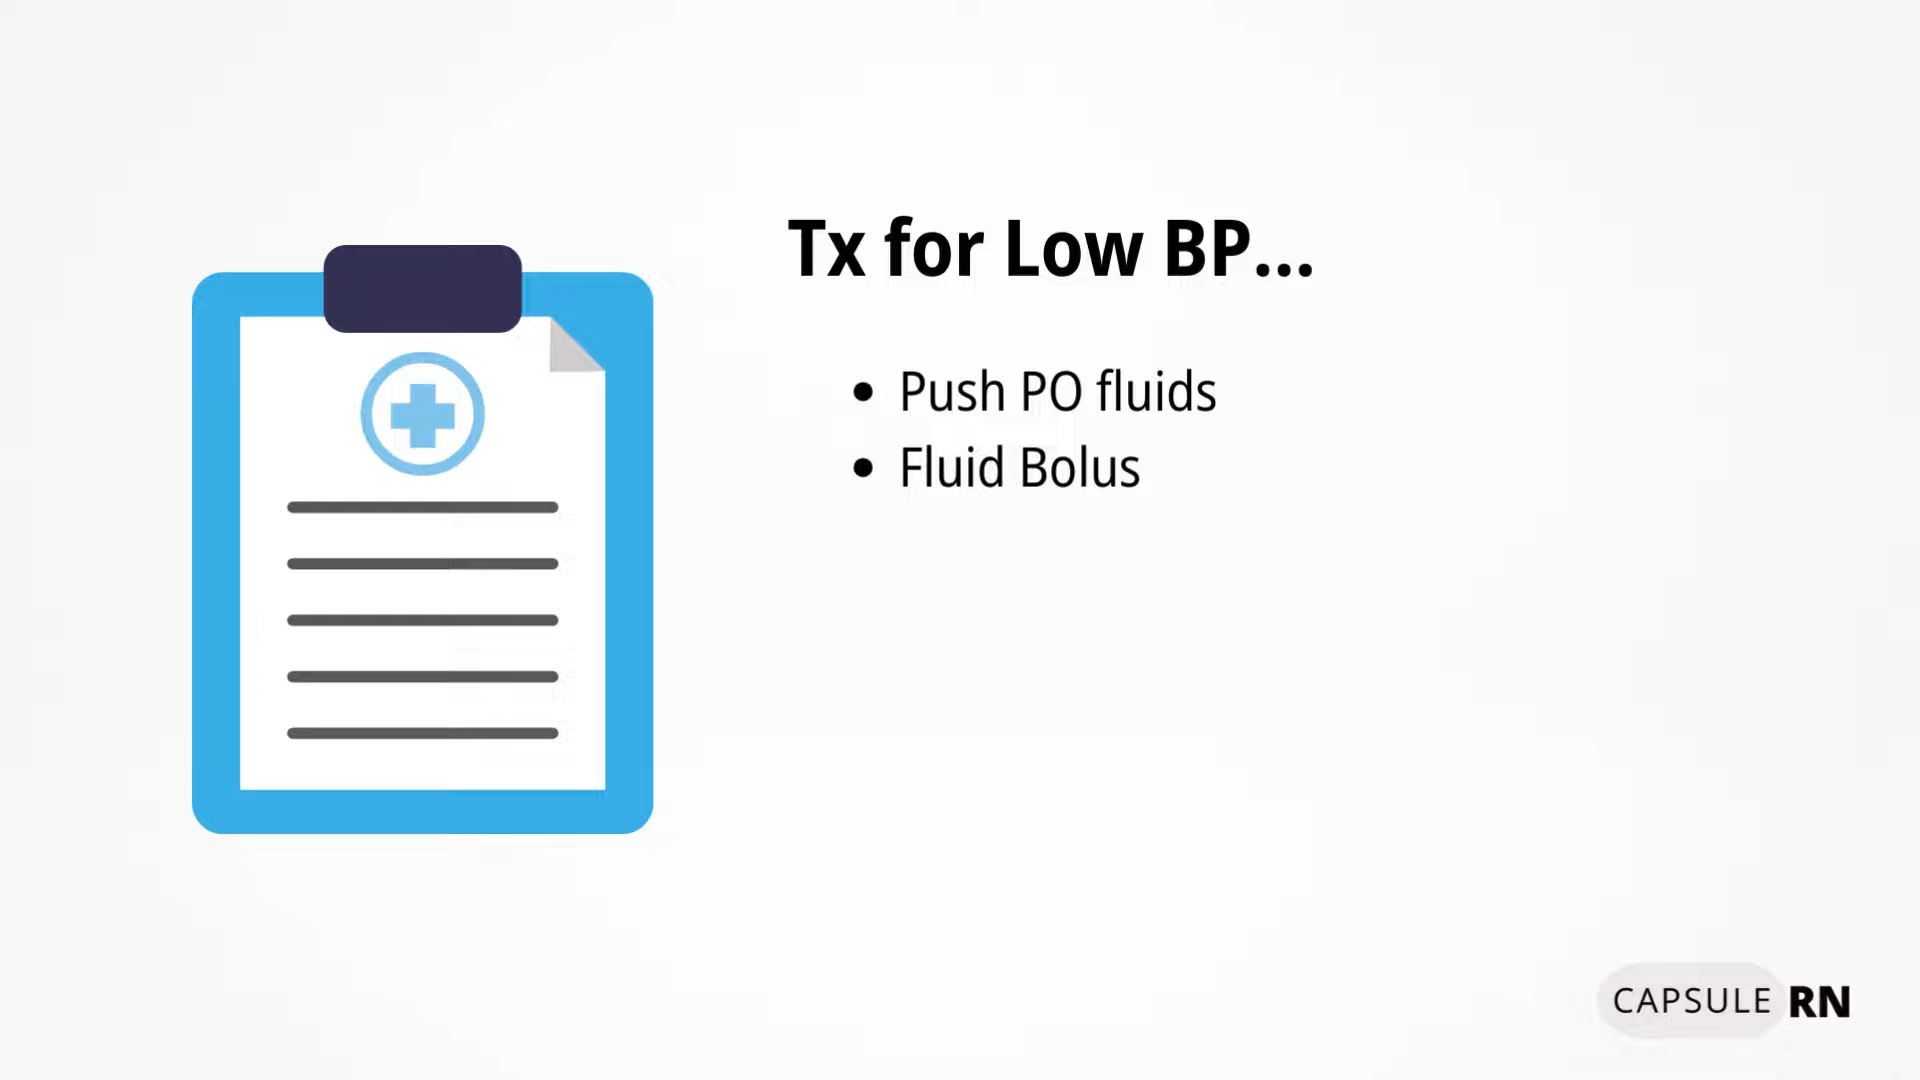 Tx for Low BP...
• Push PO fluids
• Fluid Bolus
CAPSULE RN